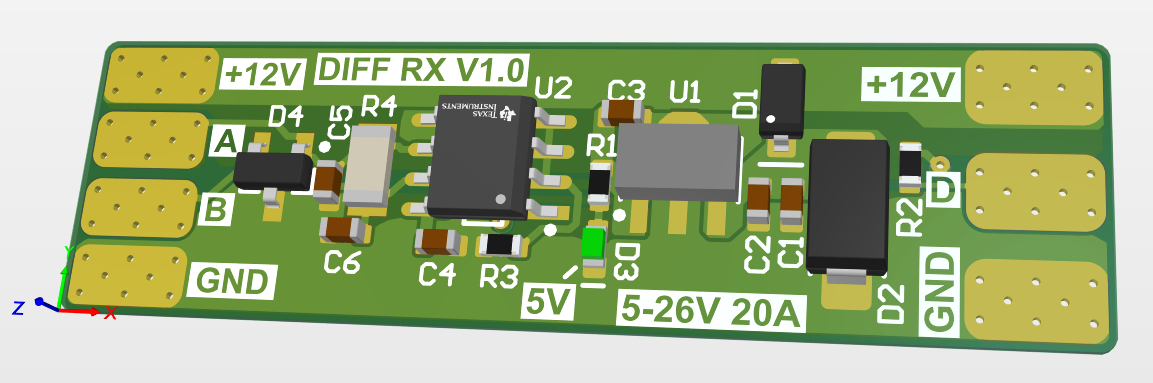 +12V
DIFF RX V1.0
U2
C3
U1
D1
+12V
D4
C5
R4
TEXAS
INSTRUMENTS
A
R1
B
D
R2
GND
C6
C4
R3
D3
C2
C1
D2
GND
5V
5-26V 20A
Y
Z
X